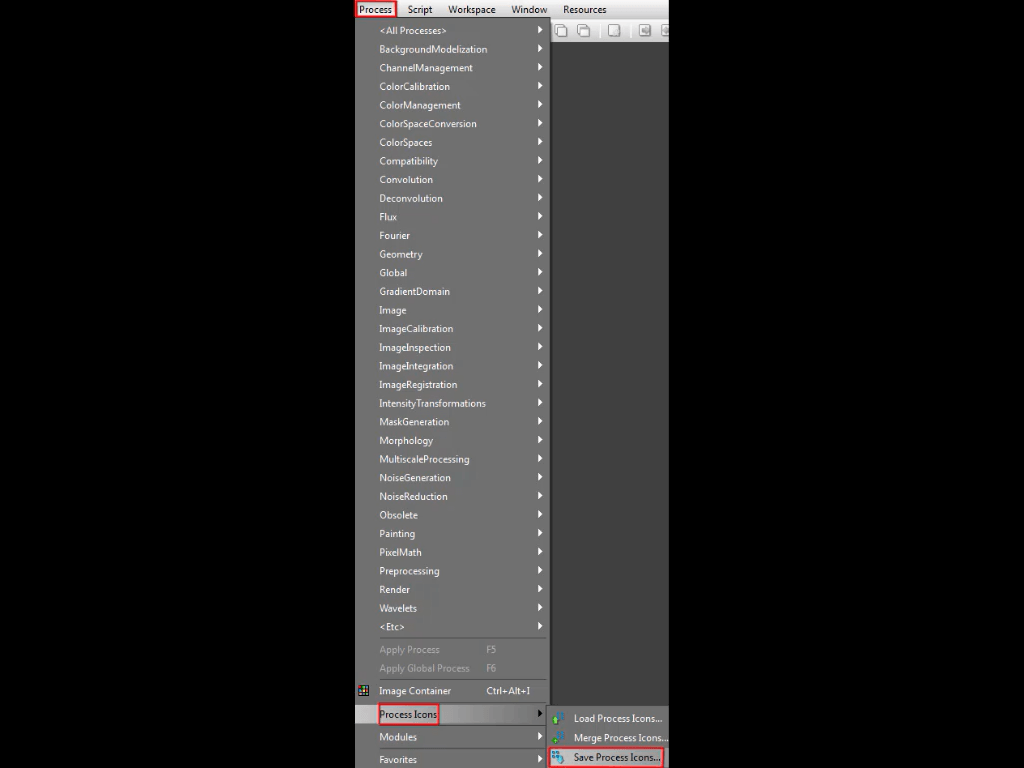 Process Script Workspace Window Resources
<All Processes>
BackgroundModelization
ChannelManagement
ColorCalibration
ColorManagement
ColorSpaceConversion
ColorSpaces
Compatibility
Convolution
Deconvolution
Flux
Fourier
Geometry
Global
GradientDomain
Image
ImageCalibration
ImageInspection
ImageIntegration
ImageRegistration
IntensityTransformations
MaskGeneration
Morphology
MultiscaleProcessing
NoiseGeneration
NoiseReduction
Obsolete
Painting
PixelMath
Preprocessing
Render
Wavelets
<Etc>
Apply Process F5
Apply Global Process F6
Image Container Ctrl+Alt+I
Process Icons
Load Process Icons...
Modules
Merge Process Icons...
Favorites
Save Process Icons...